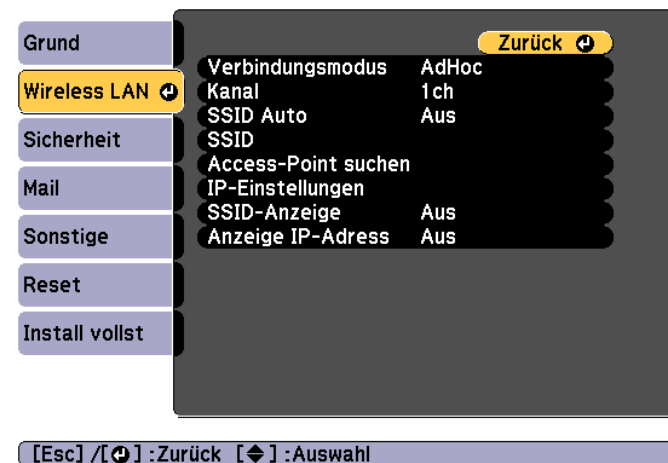 Grund
Wireless LAN
Sicherheit
Mail
Sonstige
Reset
Install vollst
Zurück
Verbindungsmodus AdHoc
Kanal 1ch
SSID Auto Aus
SSID
Access-Point suchen
IP-Einstellungen
SSID-Anzeige Aus
Anzeige IP-Adress Aus
[Esc] /[ ] :Zurück [ ] :Auswahl